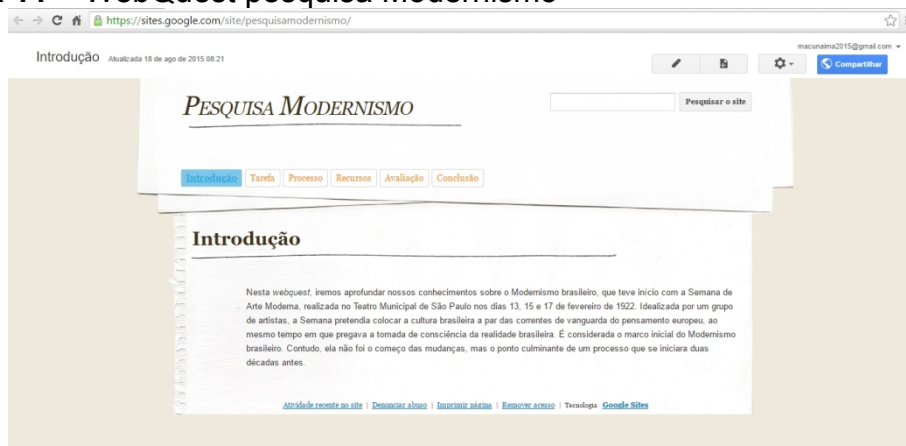 WebQuest pesquisa Modernismo
https://sites.google.com/site/pesquisamodernismo/
macunaima2015@gmail.com
Introdução Atualizada 18 de ago de 2015 08:21
Compartilhar
PESQUISA MODERNISMO
Pesquisar o site
Introdução Tarefa Processo Recursos Avaliação Conclusão
Introdução
Nesta webquest, iremos aprofundar nossos conhecimentos sobre o Modernismo brasileiro, que teve início com a Semana de
Arte Moderna, realizada no Teatro Municipal de São Paulo nos dias 13, 15 e 17 de fevereiro de 1922. Idealizada por um grupo
de artistas, a Semana pretendia colocar a cultura brasileira a par das correntes de vanguarda do pensamento europeu, ao
mesmo tempo em que pregava a tomada de consciência da realidade brasileira. É considerada o marco inicial do Modernismo
brasileiro. Contudo, ela não foi o começo das mudanças, mas o ponto culminante de um processo que se iniciara duas
décadas antes.
Atividade recente no site | Denunciar abuso | Imprimir página | Remover acesso | Tecnologia Google Sites